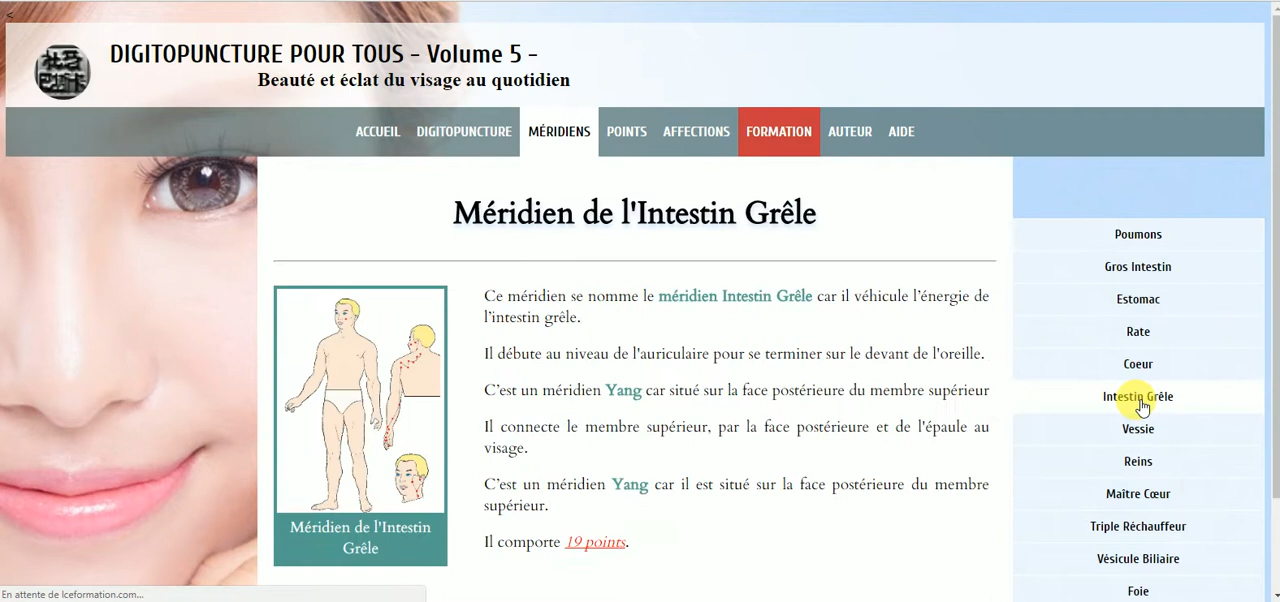 <
DIGITOPUNCTURE POUR TOUS - Volume 5 -
Beauté et éclat du visage au quotidien
ACCUEIL DIGITOPUNCTURE MÉRIDIENS POINTS AFFECTIONS FORMATION AUTEUR AIDE
Méridien de l'Intestin Grêle
Ce méridien se nomme le méridien Intestin Grêle car il véhicule l'énergie de
l'intestin grêle.
Il débute au niveau de l'auriculaire pour se terminer sur le devant de l'oreille.
C'est un méridien Yang car situé sur la face postérieure du membre supérieur
Il connecte le membre supérieur, par la face postérieure et de l'épaule au
visage.
C'est un méridien Yang car il est situé sur la face postérieure du membre
supérieur.
Il comporte 19 points.
Méridien de l'Intestin
Grêle
Poumons
Gros Intestin
Estomac
Rate
Coeur
Intestin Grêle
Vessie
Reins
Maître Cœur
Triple Réchauffeur
Vésicule Biliaire
Foie
En attente de lceformation.com...